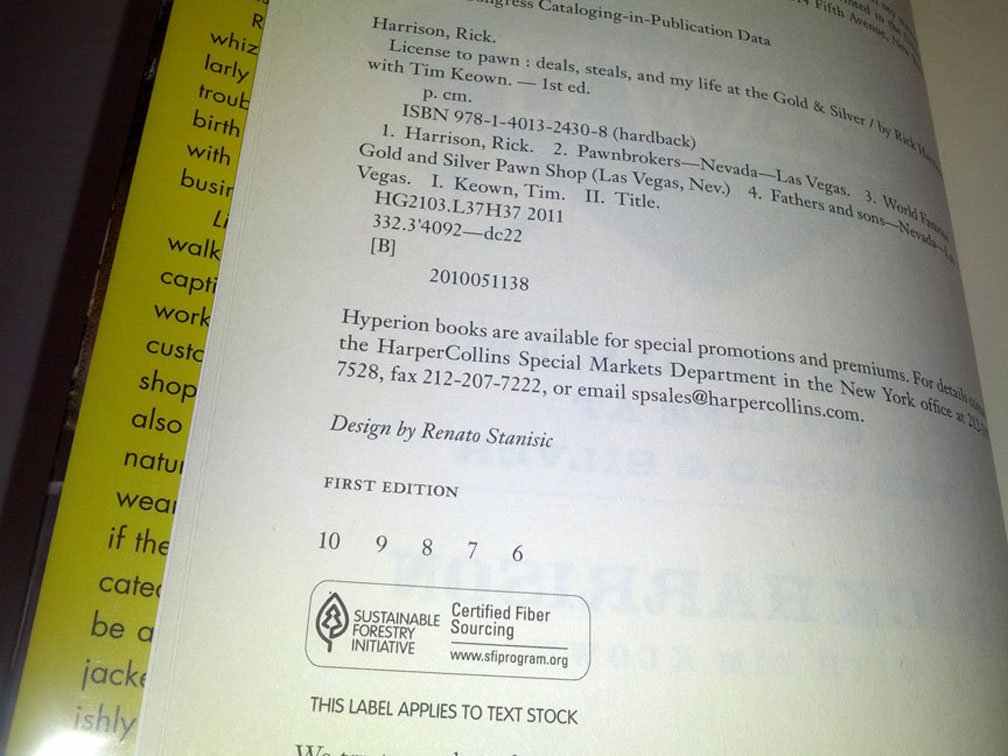 R
whiz
larly
troub
birth
with
busin
Li
walk
capti
work
custo
shop
also
natur
wear
if the
cate
be a
jacke
ishly
Cataloging-in-Publication Data
Fifth Avenue, New
Harrison, Rick.
License to pawn : deals, steals, and my life at the Gold & Silver / by Rick
with Tim Keown. — 1st ed.
p. cm.
ISBN 978-1-4013-2430-8 (hardback)
1. Harrison, Rick. 2. Pawnbrokers—Nevada—Las Vegas. 3. World Famous
Gold and Silver Pawn Shop (Las Vegas, Nev.) 4. Fathers and sons—Nevada—
Vegas. I. Keown, Tim. II. Title.
HG2103.L37H37 2011
332.3'4092—dc22
[B]
2010051138
Hyperion books are available for special promotions and premiums. For details
the HarperCollins Special Markets Department in the New York office at
7528, fax 212-207-7222, or email spsales@harpercollins.com.
Design by Renato Stanisic
FIRST EDITION
10 9 8 7 6
SUSTAINABLE
FORESTRY
INITIATIVE
Certified Fiber
Sourcing
www.sfiprogram.org
THIS LABEL APPLIES TO TEXT STOCK